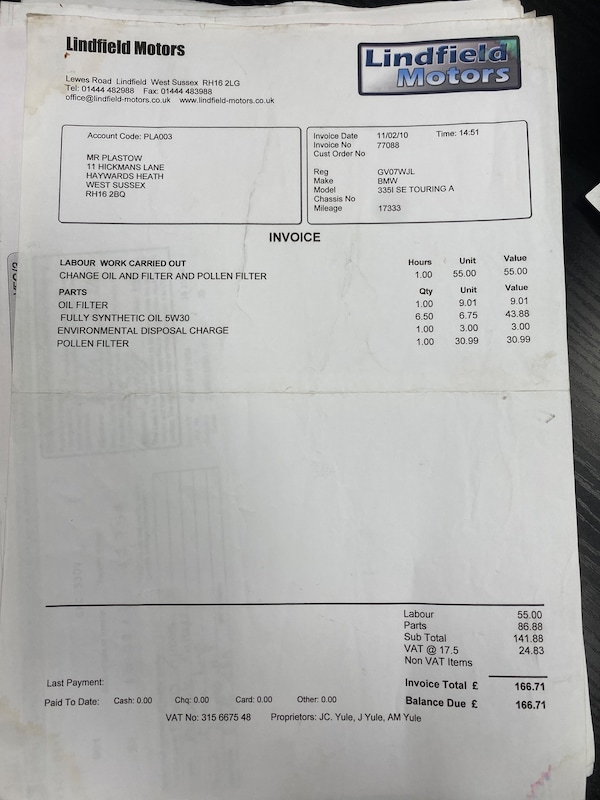 Lindfield Motors
Lindfield
Motors
Lewes Road Lindfield West Sussex RH16 2LG
Tel: 01444 482988 Fax: 01444 483988
office@lindfield-motors.co.uk www.lindfield-motors.co.uk
Account Code: PLA003
MR PLASTOW
11 HICKMANS LANE
HAYWARDS HEATH
WEST SUSSEX
RH16 2BQ
Invoice Date 11/02/10 Time: 14:51
Invoice No 77088
Cust Order No
Reg GV07WJL
Make BMW
Model 335I SE TOURING A
Chassis No
Mileage 17333
INVOICE
LABOUR WORK CARRIED OUT Hours Unit Value
CHANGE OIL AND FILTER AND POLLEN FILTER 1.00 55.00 55.00
PARTS Qty Unit Value
OIL FILTER 1.00 9.01 9.01
FULLY SYNTHETIC OIL 5W30 6.50 6.75 43.88
ENVIRONMENTAL DISPOSAL CHARGE 1.00 3.00 3.00
POLLEN FILTER 1.00 30.99 30.99
Labour 55.00
Parts 86.88
Sub Total 141.88
VAT @ 17.5 24.83
Non VAT Items
Last Payment: Invoice Total £ 166.71
Paid To Date: Cash: 0.00 Chq: 0.00 Card: 0.00 Other: 0.00 Balance Due £ 166.71
VAT No: 315 6675 48 Proprietors: JC. Yule, J Yule, AM Yule